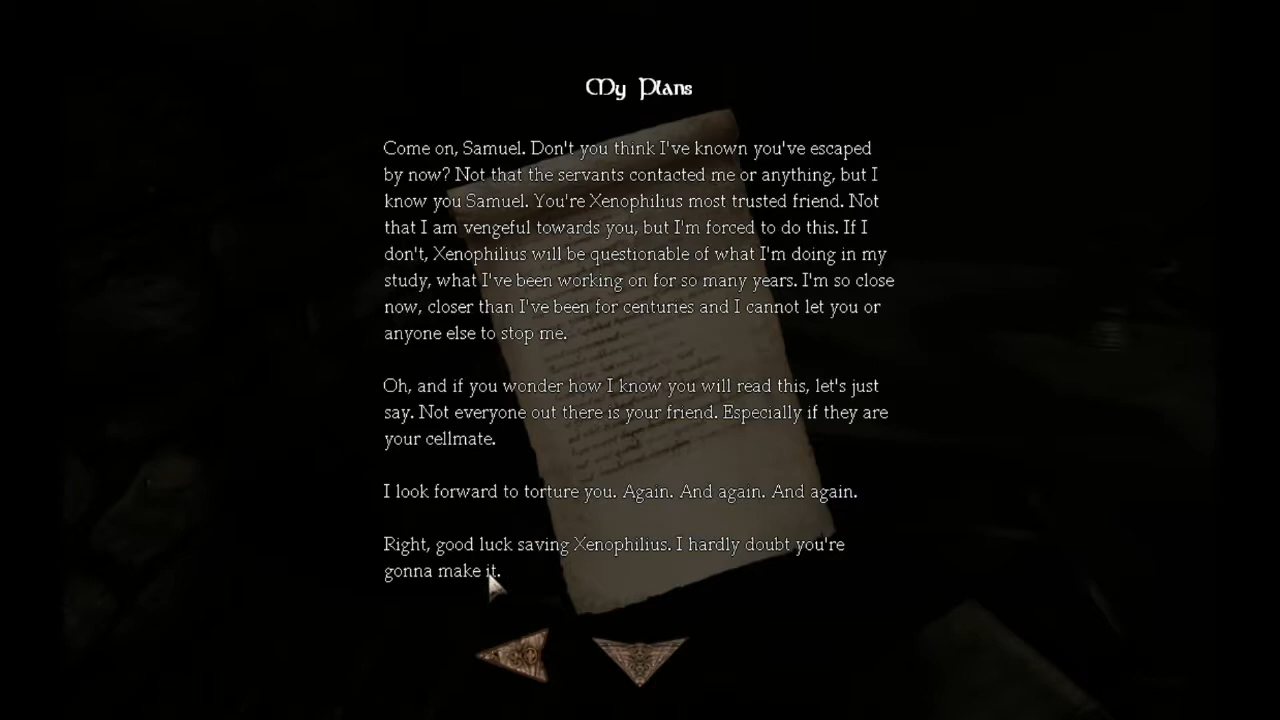 My Plans
Come on, Samuel. Don't you think I've known you've escaped
by now? Not that the servants contacted me or anything, but I
know you Samuel. You're Xenophilius most trusted friend. Not
that I am vengeful towards you, but I'm forced to do this. If I
don't, Xenophilius will be questionable of what I'm doing in my
study, what I've been working on for so many years. I'm so close
now, closer than I've been for centuries and I cannot let you or
anyone else to stop me.
Oh, and if you wonder how I know you will read this, let's just
say. Not everyone out there is your friend. Especially if they are
your cellmate.
I look forward to torture you. Again. And again. And again.
Right, good luck saving Xenophilius. I hardly doubt you're
gonna make it.